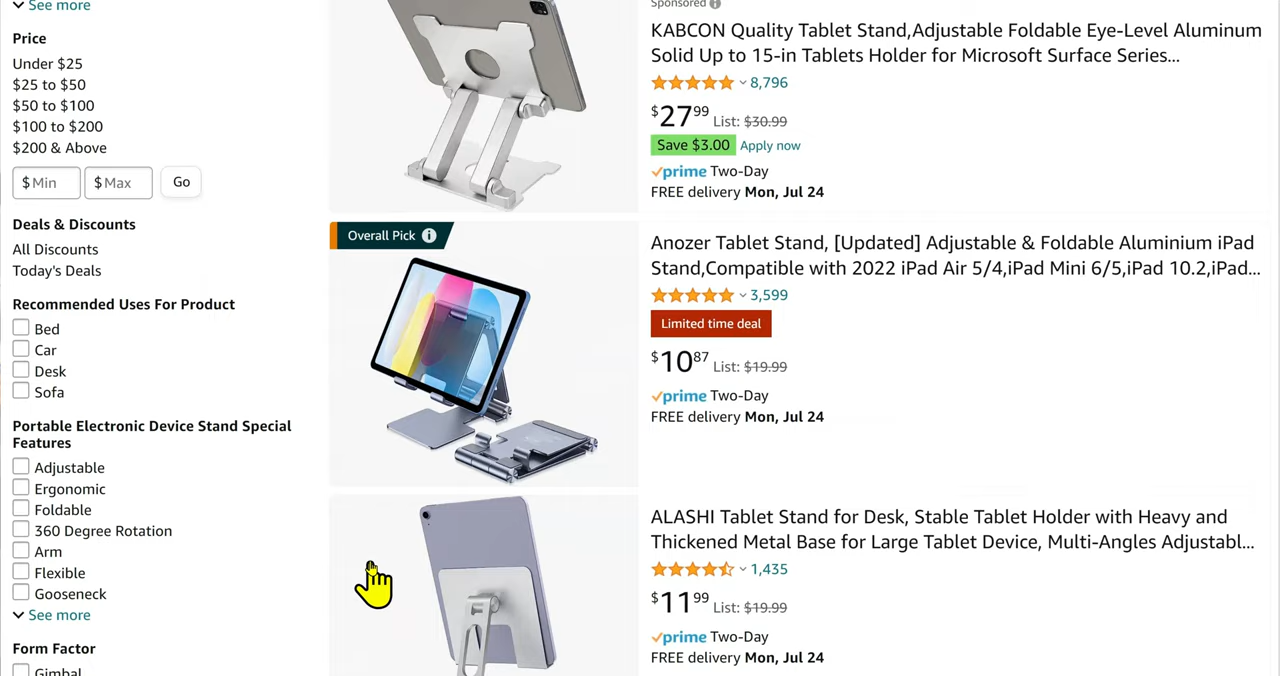 See more
Price
Under $25
$25 to $50
$50 to $100
$100 to $200
$200 & Above
$Min $Max Go
Deals & Discounts
All Discounts
Today's Deals
Recommended Uses For Product
Bed
Car
Desk
Sofa
Portable Electronic Device Stand Special
Features
Adjustable
Ergonomic
Foldable
360 Degree Rotation
Arm
Flexible
Gooseneck
See more
Form Factor
Gimbal
Sponsored
KABCON Quality Tablet Stand,Adjustable Foldable Eye-Level Aluminum
Solid Up to 15-in Tablets Holder for Microsoft Surface Series...
8,796
$27.99 List: $30.99
Save $3.00 Apply now
prime Two-Day
FREE delivery Mon, Jul 24
Overall Pick
Anozer Tablet Stand, [Updated] Adjustable & Foldable Aluminium iPad
Stand,Compatible with 2022 iPad Air 5/4,iPad Mini 6/5,iPad 10.2,iPad...
3,599
Limited time deal
$10.87 List: $19.99
prime Two-Day
FREE delivery Mon, Jul 24
ALASHI Tablet Stand for Desk, Stable Tablet Holder with Heavy and
Thickened Metal Base for Large Tablet Device, Multi-Angles Adjustabl...
1,435
$11.99 List: $19.99
prime Two-Day
FREE delivery Mon, Jul 24